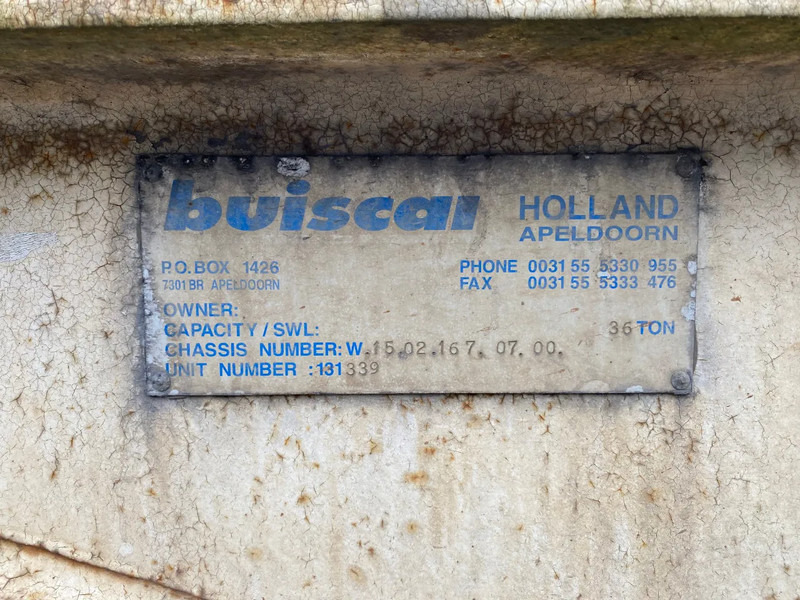 buiscar HOLLAND
APELDOORN
P.O. BOX 1426 PHONE 0031 55 5330 955
7301 BR APELDOORN FAX 0031 55 5333 476
OWNER:
CAPACITY / SWL: 36 TON
CHASSIS NUMBER: W.15.02.167.07.00.
UNIT NUMBER :131339